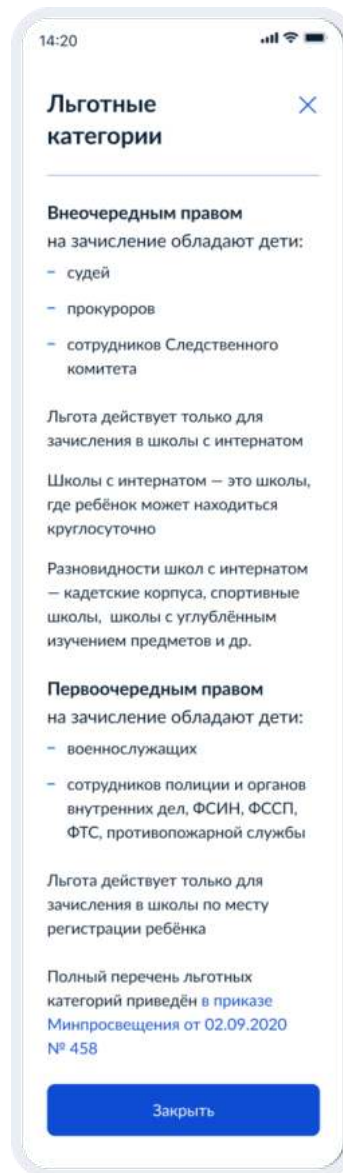 14:20
Льготные
категории
Внеочередным правом
на зачисление обладают дети:
– судей
– прокуроров
– сотрудников Следственного
комитета
Льгота действует только для
зачисления в школы с интернатом
Школы с интернатом — это школы,
где ребёнок может находиться
круглосуточно
Разновидности школ с интернатом
— кадетские корпуса, спортивные
школы, школы с углублённым
изучением предметов и др.
Первоочередным правом
на зачисление обладают дети:
– военнослужащих
– сотрудников полиции и органов
внутренних дел, ФСИН, ФССП,
ФТС, противопожарной службы
Льгота действует только для
зачисления в школы по месту
регистрации ребёнка
Полный перечень льготных
категорий приведён в приказе
Минпросвещения от 02.09.2020
№ 458
Закрыть